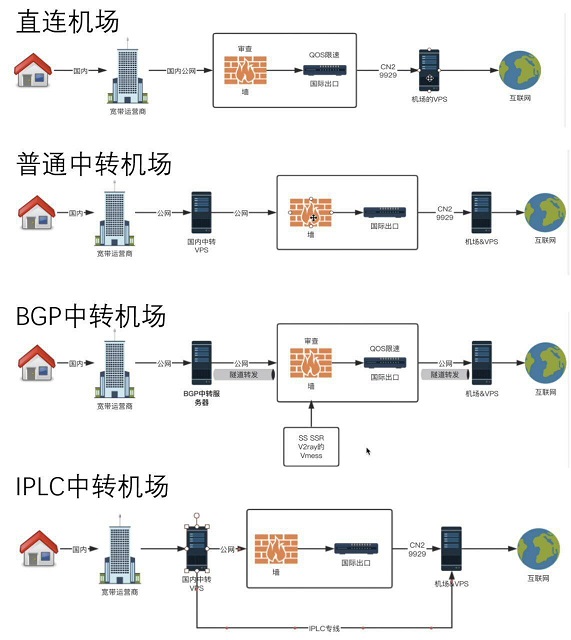 直连机场
审查
QOS限速
国内
国内公网
CN2
9929
墙
国际出口
宽带运营商
机场的VPS
互联网
普通中转机场
国内
公网
公网
CN2
9929
墙
国际出口
国内中转
VPS
宽带运营商
机场&VPS
互联网
BGP中转机场
审查
QOS限速
国内
公网
公网
公网
隧道转发
隧道转发
墙
国际出口
BGP中转服
务器
宽带运营商
机场&VPS
互联网
SS SSR
V2ray的
Vmess
IPLC中转机场
国内
公网
CN2
9929
墙
国际出口
国内中转
VPS
宽带运营商
机场&VPS
互联网
IPLC专线